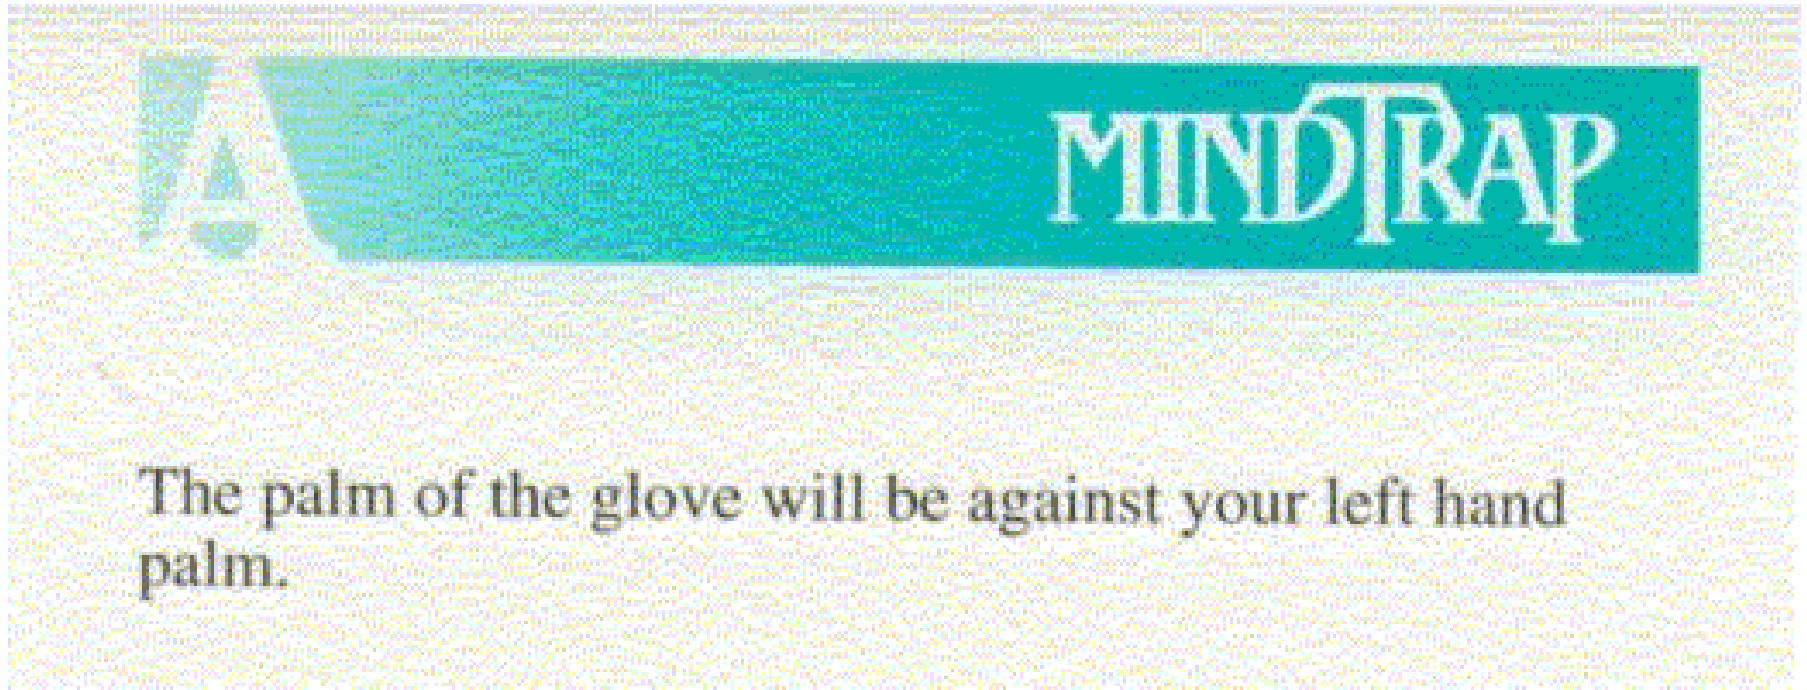 A MINDTRAP
The palm of the glove will be against your left hand
palm.